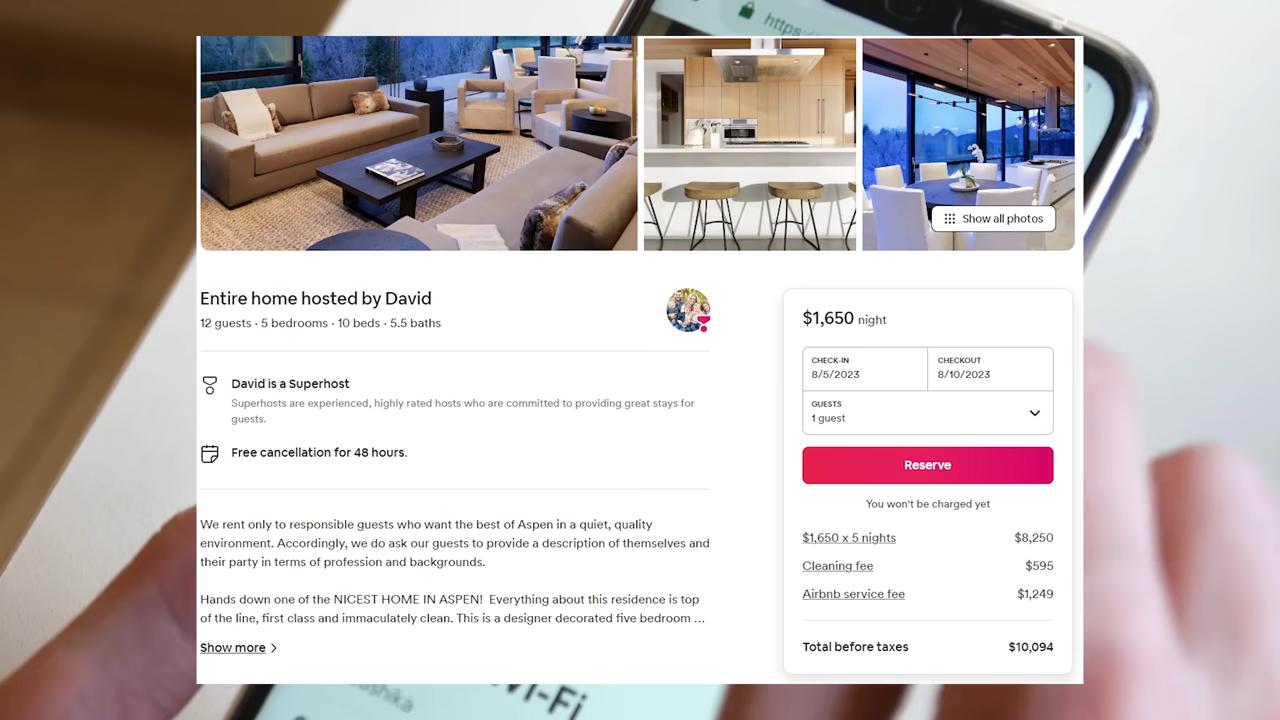 https:
Show all photos
Entire home hosted by David
12 guests · 5 bedrooms · 10 beds · 5.5 baths
David is a Superhost
Superhosts are experienced, highly rated hosts who are committed to providing great stays for
guests.
Free cancellation for 48 hours.
We rent only to responsible guests who want the best of Aspen in a quiet, quality
environment. Accordingly, we do ask our guests to provide a description of themselves and
their party in terms of profession and backgrounds.
Hands down one of the NICEST HOME IN ASPEN! Everything about this residence is top
of the line, first class and immaculately clean. This is a designer decorated five bedroom ...
Show more
$1,650 night
CHECK-IN
8/5/2023
CHECKOUT
8/10/2023
GUESTS
1 guest
Reserve
You won't be charged yet
$1,650 x 5 nights $8,250
Cleaning fee $595
Airbnb service fee $1,249
Total before taxes $10,094
Wi-Fi